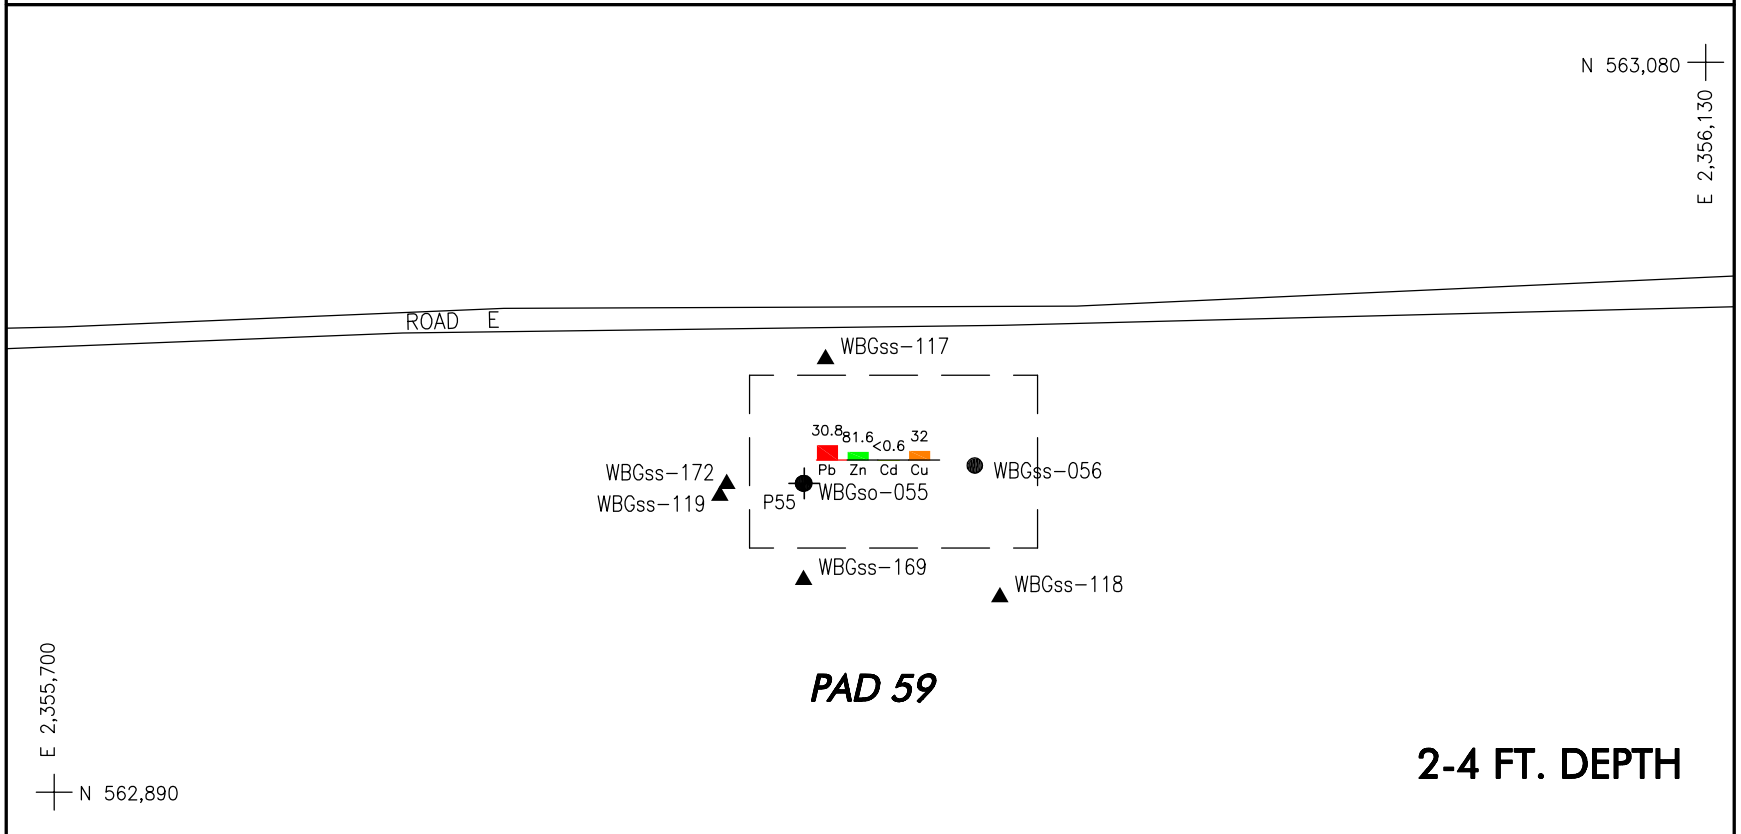 N 563,080
E 2,356,130
ROAD E
WBGss-117
30.8 81.6 <0.6 32
Pb Zn Cd Cu
WBGss-172
WBGss-056
WBGss-119
P55
WBGso-055
WBGss-169
WBGss-118
PAD 59
E 2,355,700
2-4 FT. DEPTH
N 562,890